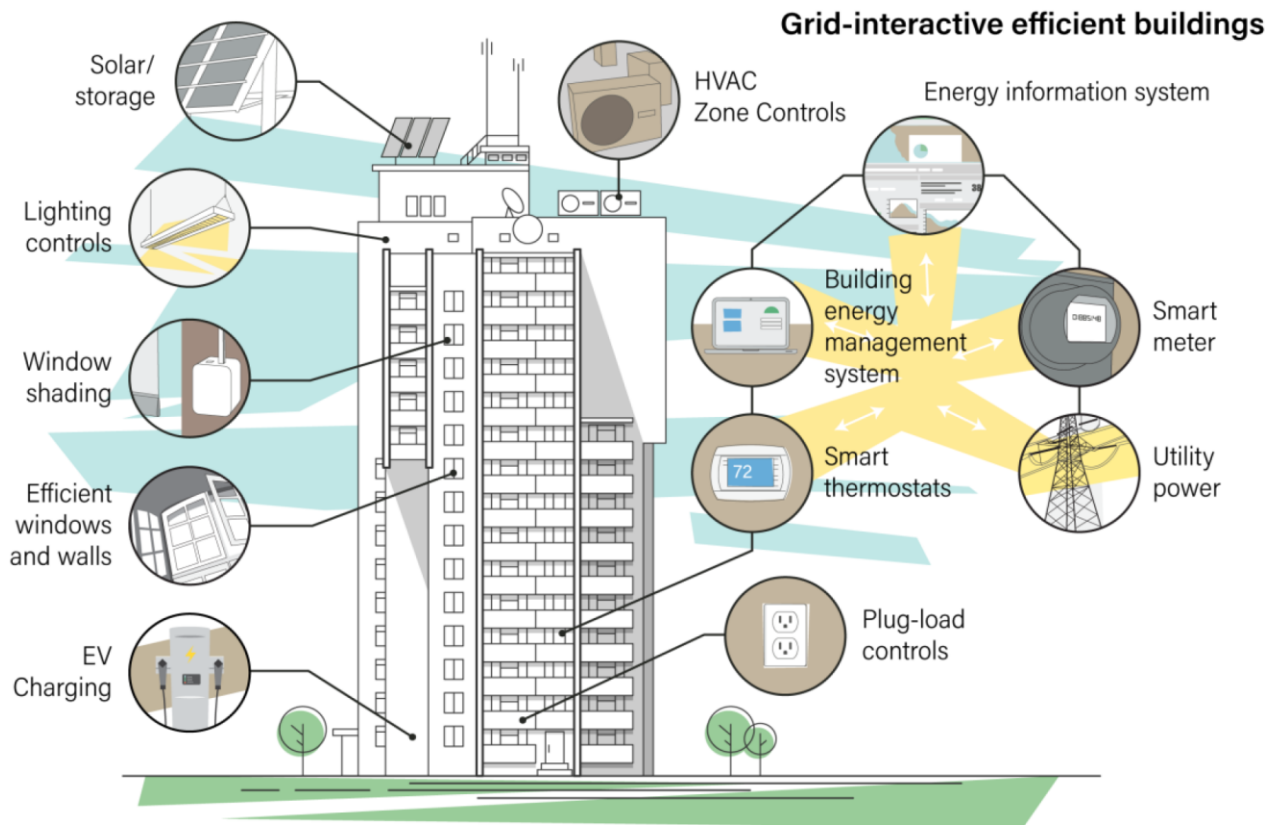 Grid-interactive efficient buildings
Solar/
storage
HVAC
Zone Controls
Energy information system
Lighting
controls
Building
energy
management
system
Smart
meter
Window
shading
72
Smart
thermostats
Utility
power
Efficient
windows
and walls
Plug-load
controls
EV
Charging